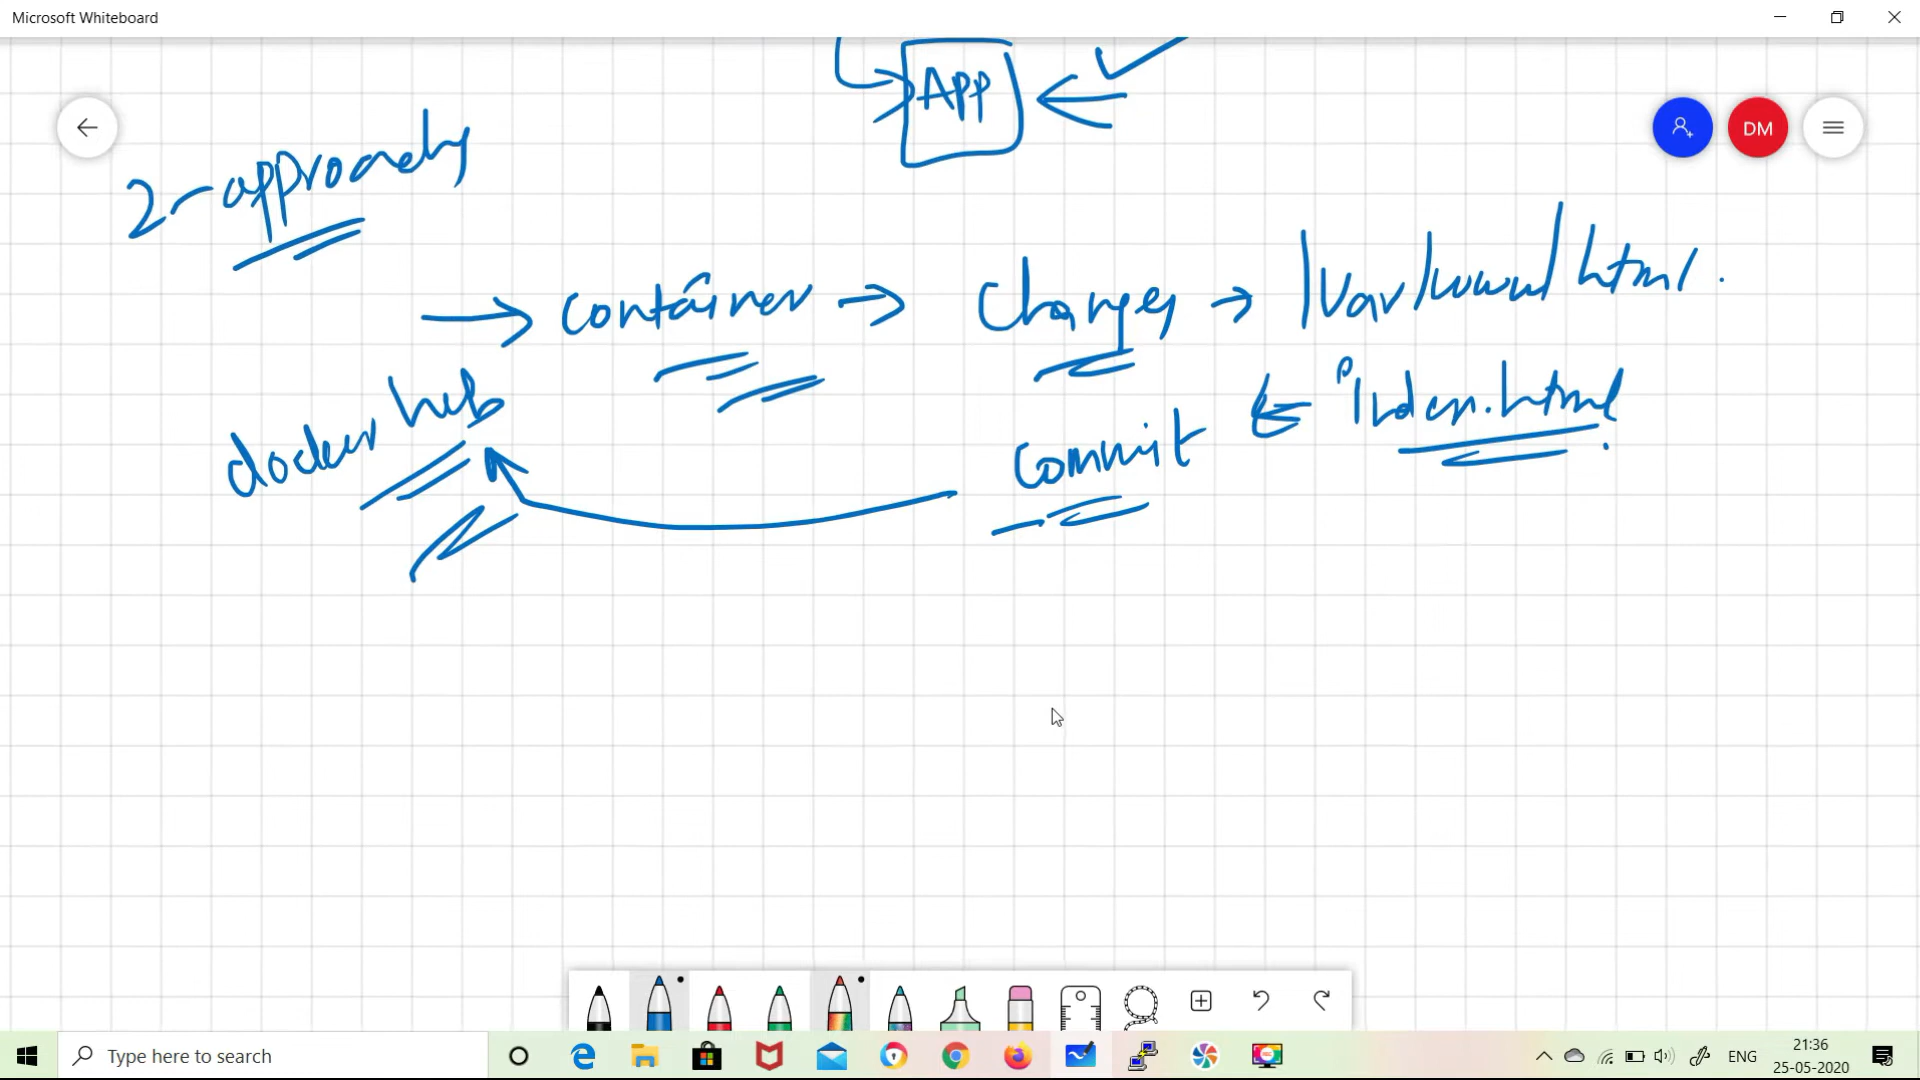 Microsoft Whiteboard
App
DM
2-approachy
→ container → Changes → /var/www/html.
← index.html
docker hub
commit
Type here to search
ENG
21:36
25-05-2020